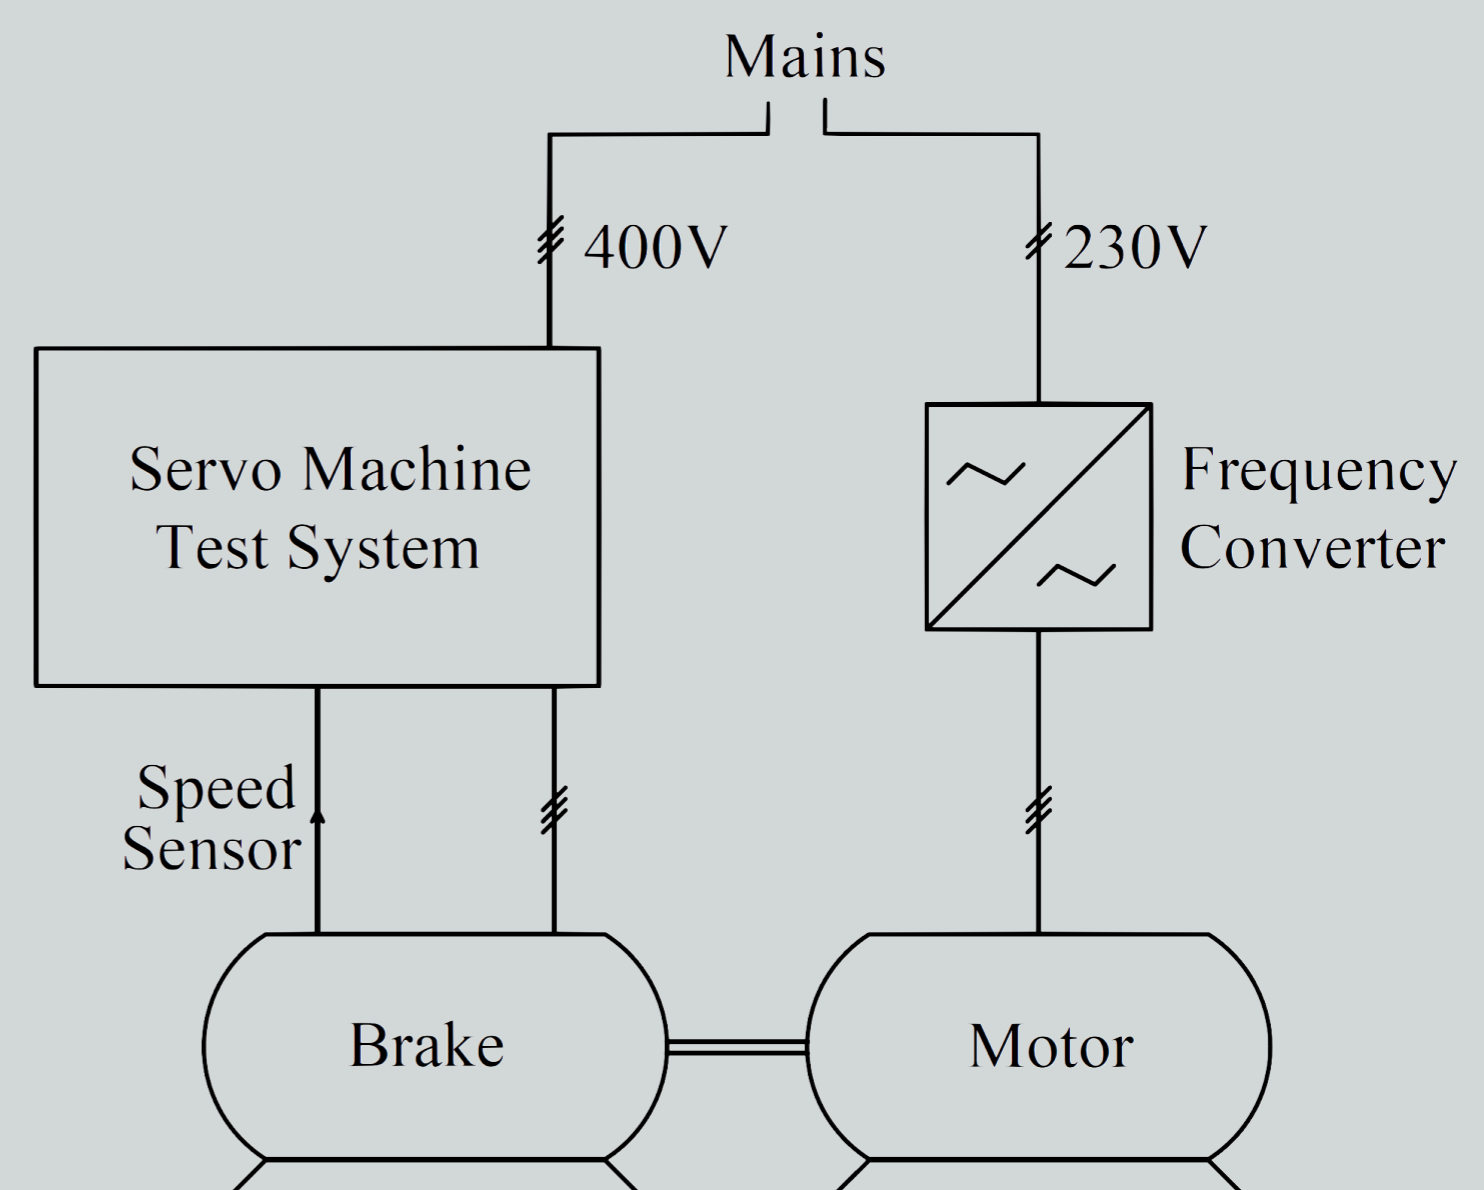 Mains
400V
230V
Servo Machine
Test System
Frequency
Converter
Speed
Sensor
Brake
Motor